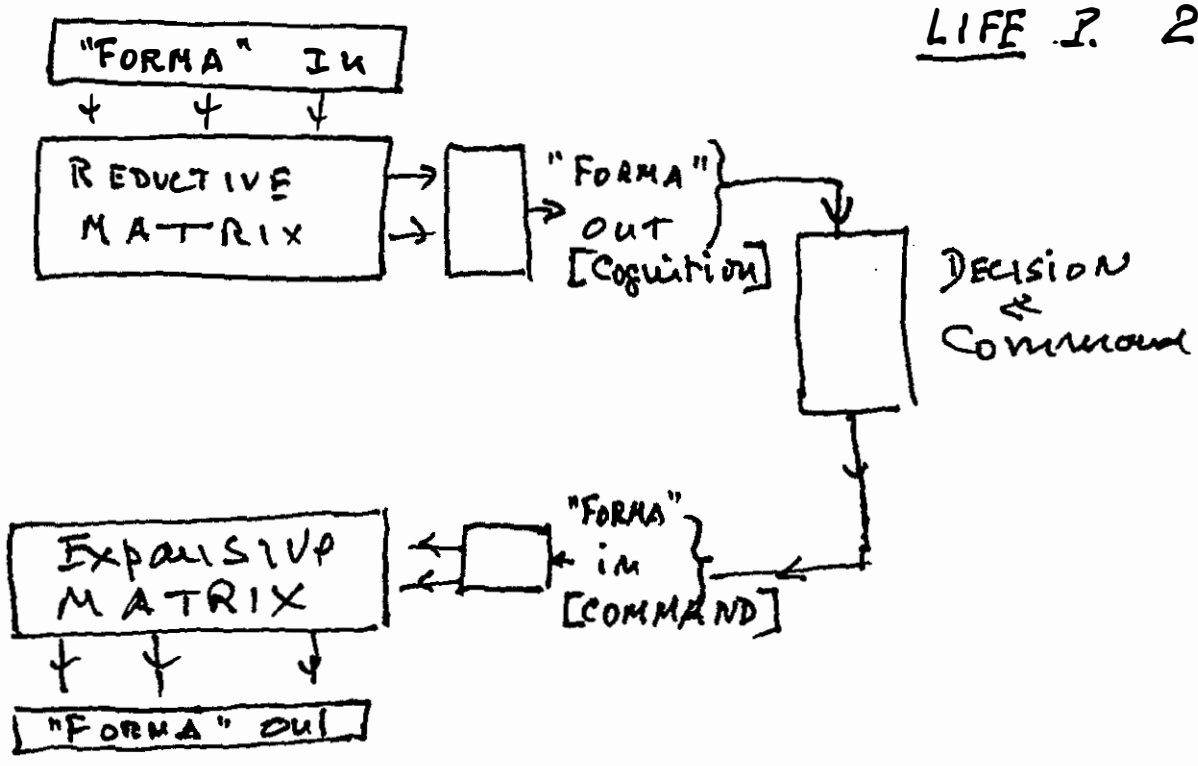 LIFE P. 2
"FORMA" In
REDUCTIVE
MATRIX
"FORMA"
OUT
[Cognition]
DECISION
&
Command
"FORMA"
in
[COMMAND]
Expansive
MATRIX
"FORMA" Out